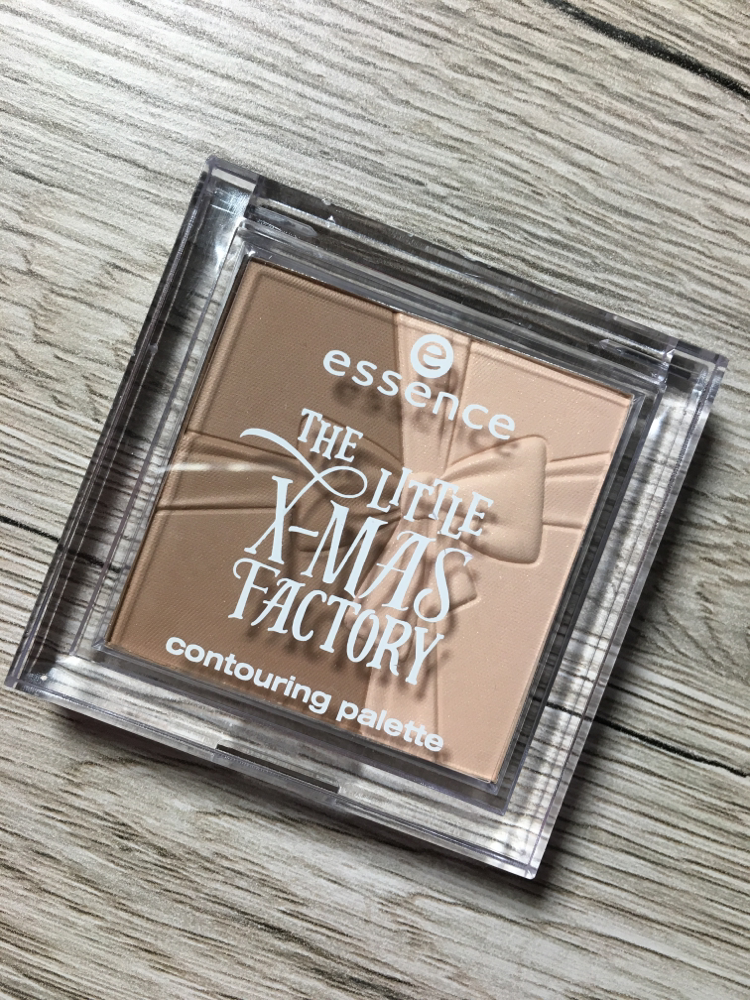 e
essence
THE LITTLE
X-MAS
FACTORY
contouring palette